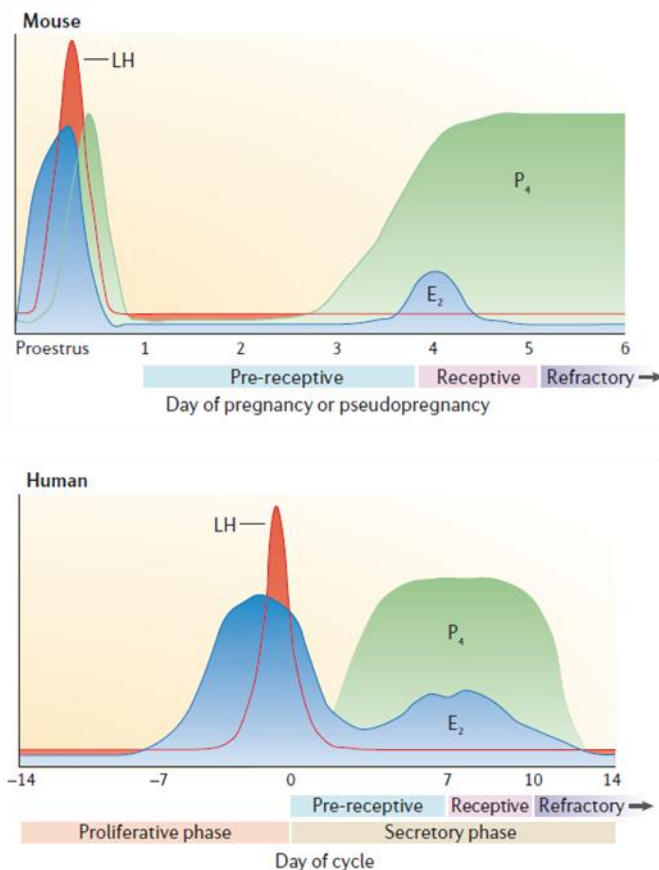 Mouse
LH
P₄
E₂
Proestrus 1 2 3 4 5 6
Pre-receptive Receptive Refractory
Day of pregnancy or pseudopregnancy
Human
LH
P₄
E₂
–14 –7 0 7 10 14
Pre-receptive Receptive Refractory
Proliferative phase Secretory phase
Day of cycle